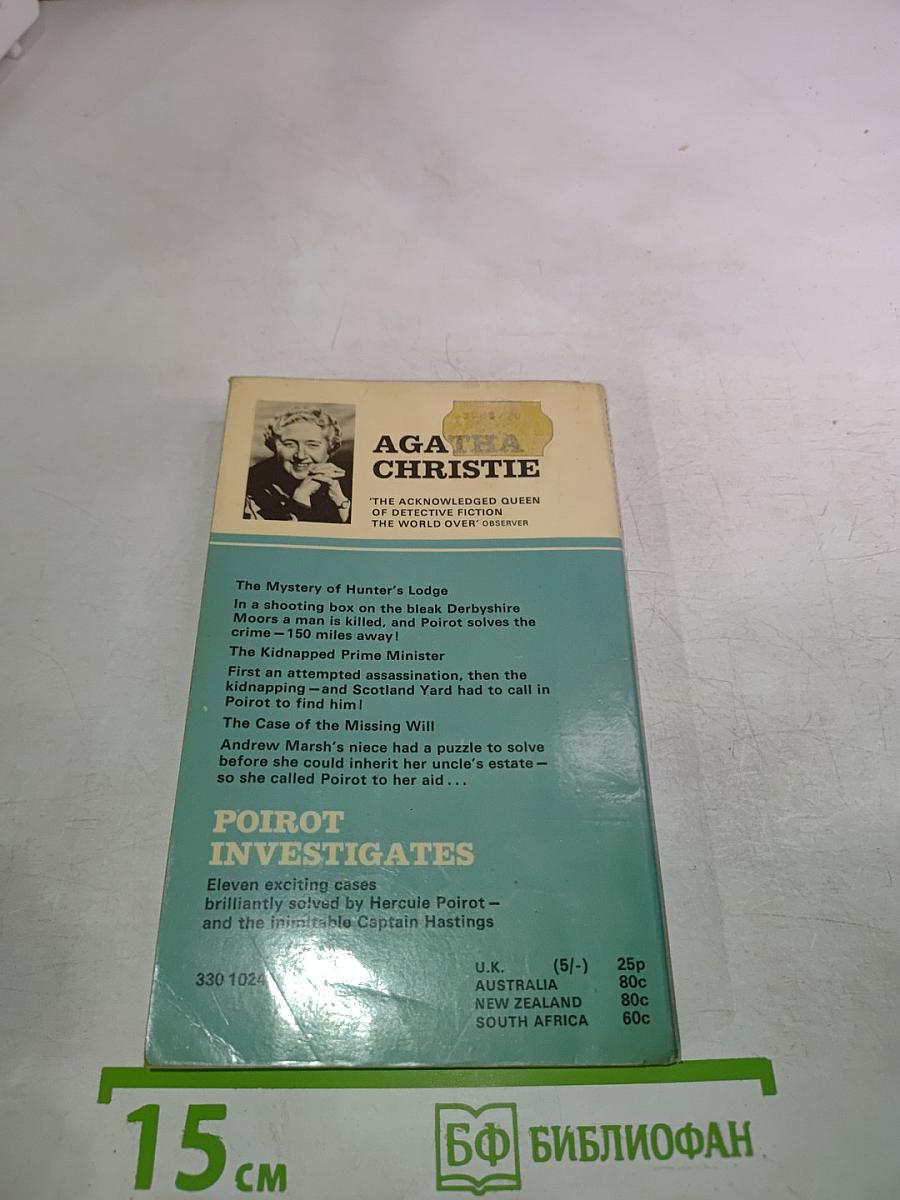 AGATHA
CHRISTIE
'THE ACKNOWLEDGED QUEEN
OF DETECTIVE FICTION
THE WORLD OVER' OBSERVER
The Mystery of Hunter's Lodge
In a shooting box on the bleak Derbyshire
Moors a man is killed, and Poirot solves the
crime—150 miles away!
The Kidnapped Prime Minister
First an attempted assassination, then the
kidnapping—and Scotland Yard had to call in
Poirot to find him!
The Case of the Missing Will
Andrew Marsh's niece had a puzzle to solve
before she could inherit her uncle's estate—
so she called Poirot to her aid...
POIROT
INVESTIGATES
Eleven exciting cases
brilliantly solved by Hercule Poirot—
and the inimitable Captain Hastings
330 1024
U.K. (5/-) 25p
AUSTRALIA 80c
NEW ZEALAND 80c
SOUTH AFRICA 60c
15 см
БФ БИБЛИОФАН